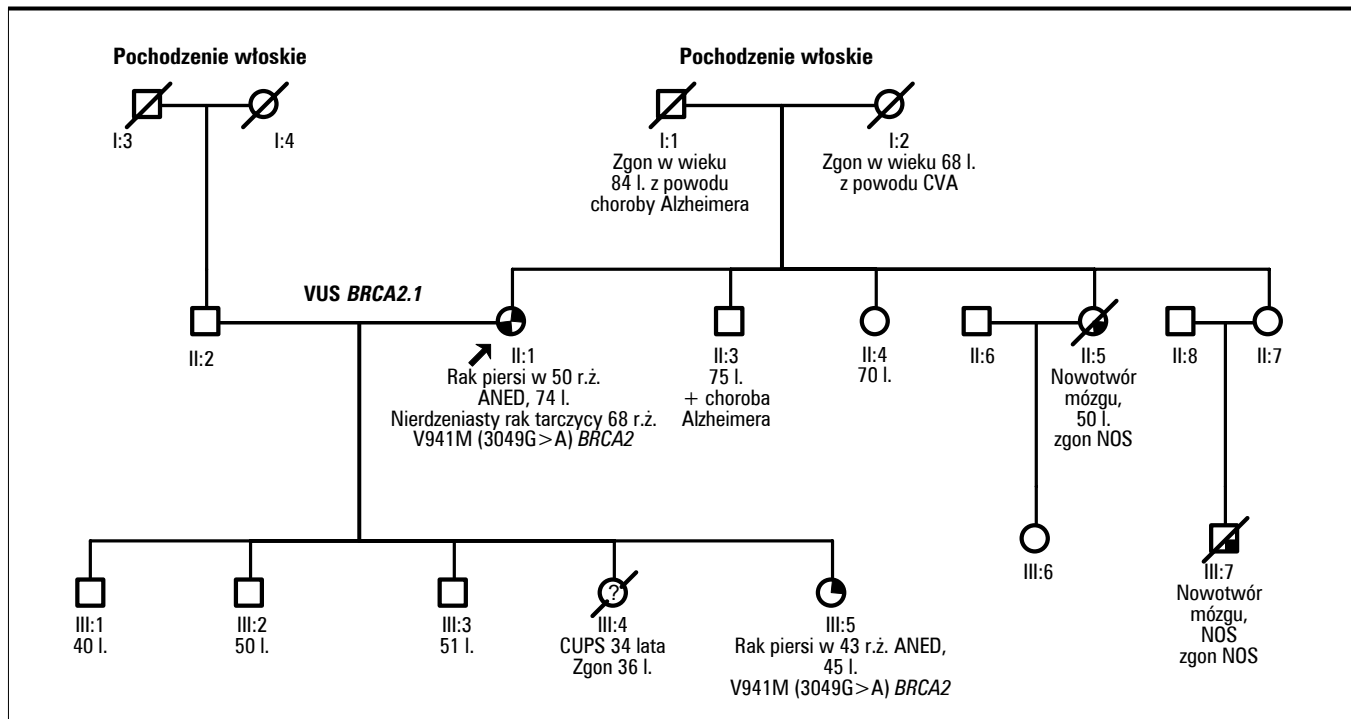 Pochodzenie włoskie
Pochodzenie włoskie
I:3
I:4
I:1
Zgon w wieku
84 l. z powodu
choroby Alzheimera
I:2
Zgon w wieku 68 l.
z powodu CVA
VUS BRCA2.1
II:2
II:1
Rak piersi w 50 r.ż.
ANED, 74 l.
Nierdzeniasty rak tarczycy 68 r.ż.
V941M (3049G>A) BRCA2
II:3
75 l.
+ choroba
Alzheimera
II:4
70 l.
II:6
II:5
Nowotwór
mózgu,
50 l.
zgon NOS
II:8
II:7
III:1
40 l.
III:2
50 l.
III:3
51 l.
?
III:4
CUPS 34 lata
Zgon 36 l.
III:5
Rak piersi w 43 r.ż. ANED,
45 l.
V941M (3049G>A) BRCA2
III:6
III:7
Nowotwór
mózgu,
NOS
zgon NOS